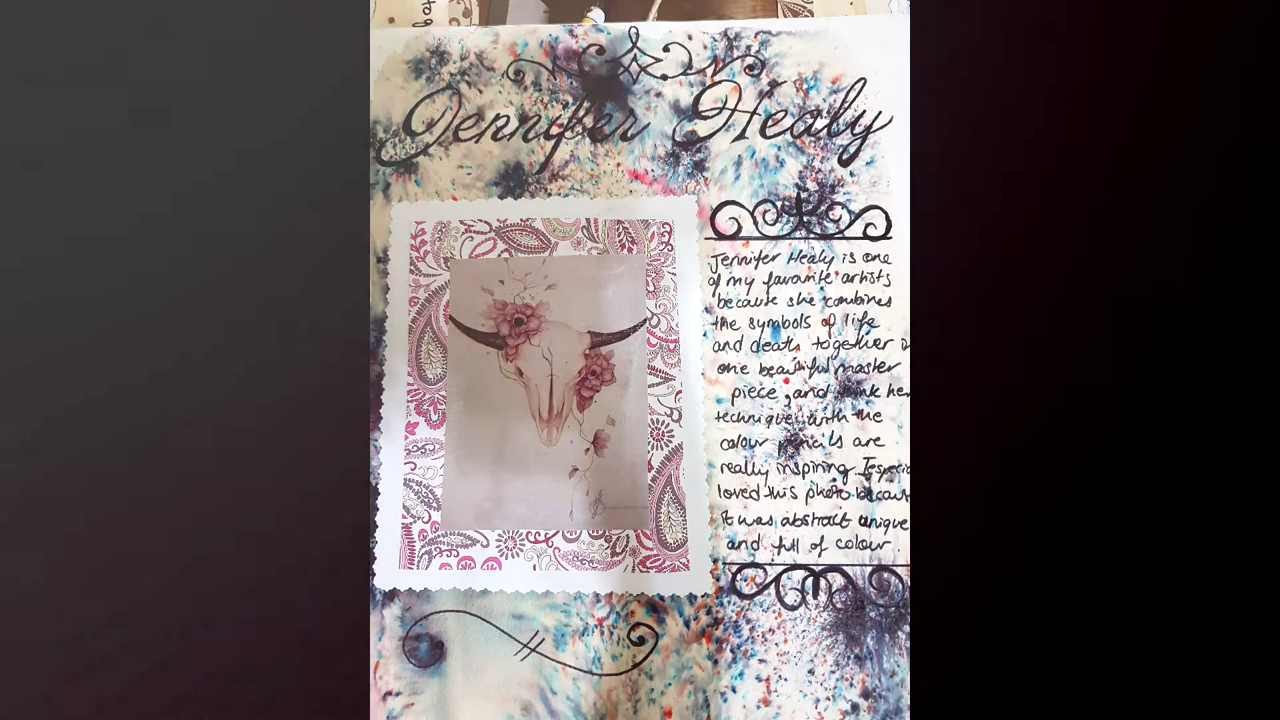 Jennifer Healy
Jennifer Healy is one
of my favourite artists
because she combines
the symbols of life
and death together
one beautiful master
piece, and think her
technique with the
colour pencils are
really inspiring. I
loved this photo
it was abstract unique
and full of colour.